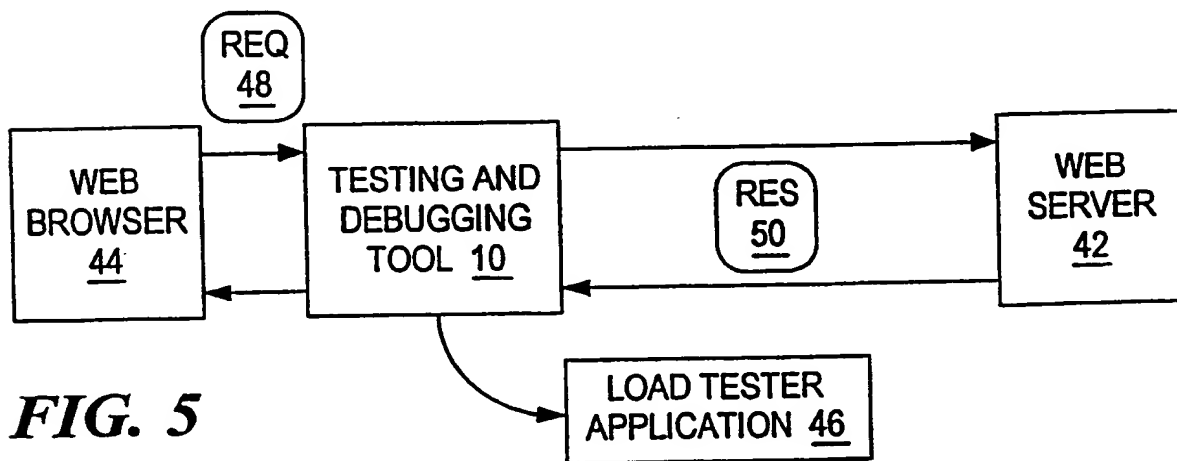 REQ
48
WEB
BROWSER
44
TESTING AND
DEBUGGING
TOOL 10
RES
50
WEB
SERVER
42
LOAD TESTER
APPLICATION 46
FIG. 5